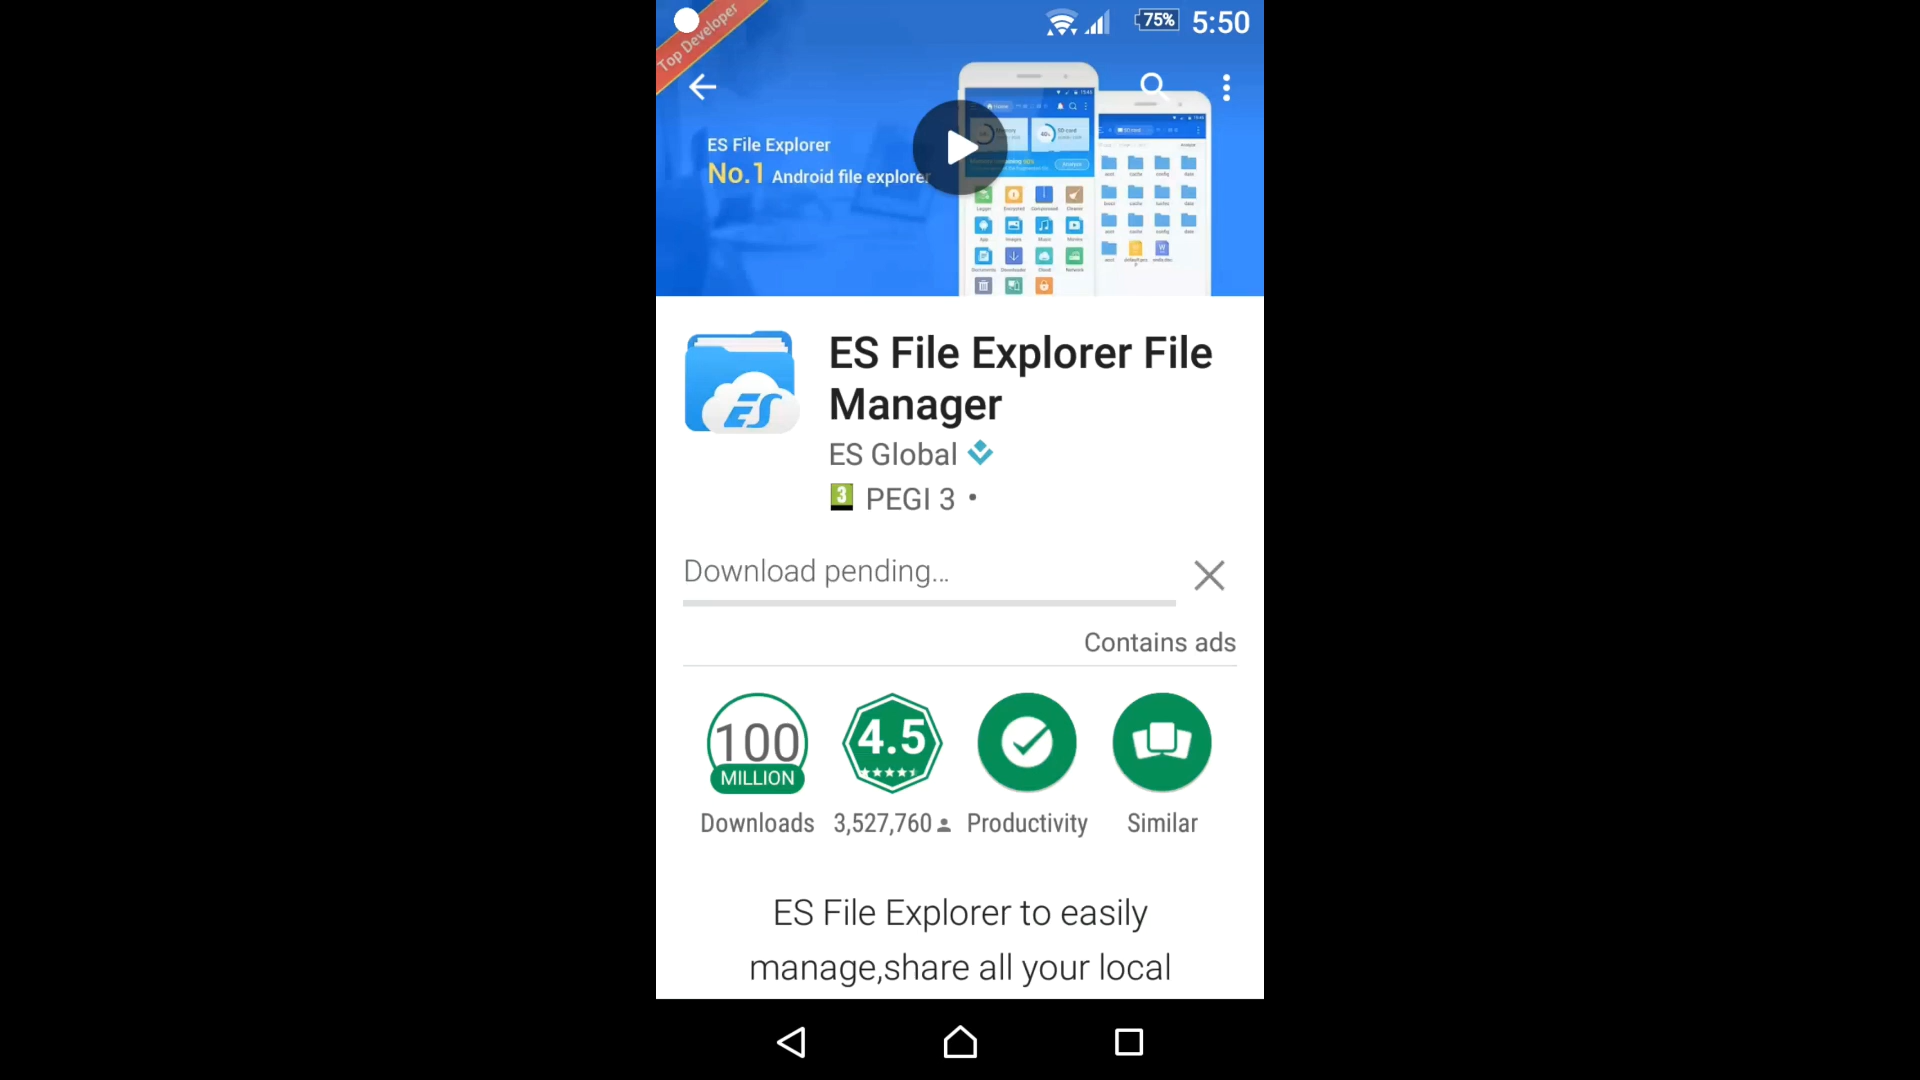 Top Developer
75% 5:50
ES File Explorer
No.1 Android file explorer
ES File Explorer File
Manager
ES Global
3 PEGI 3 •
Download pending...
Contains ads
100
MILLION
4.5
Downloads 3,527,760 Productivity Similar
ES File Explorer to easily
manage,share all your local